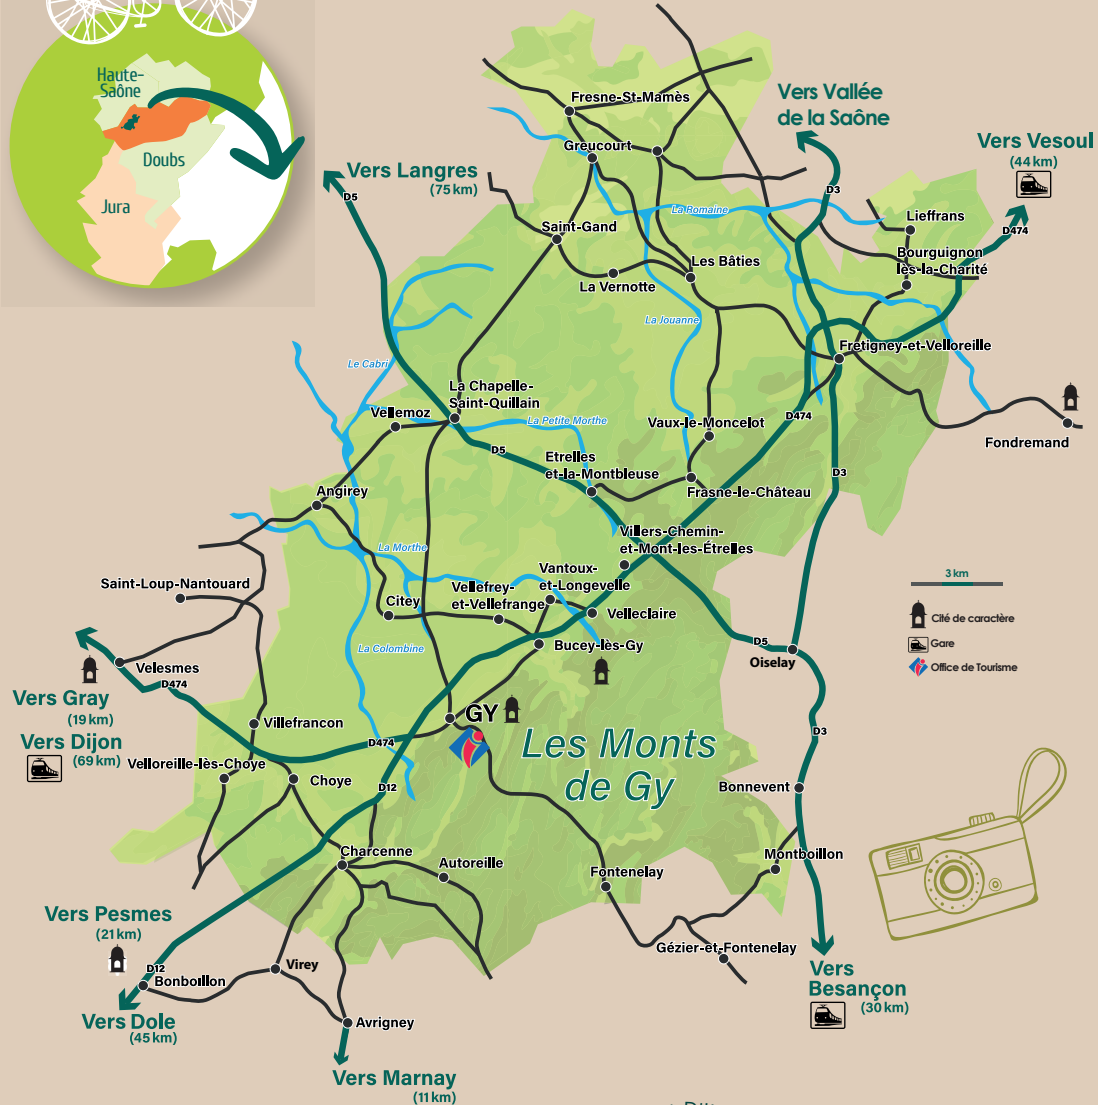 Haute-
Saône
Doubs
Jura
Fresne-St-Mamès
Vers Vallée
de la Saône
Greucourt
Vers Vesoul
(44 km)
Vers Langres
(75 km)
D5
D3
La Romaine
Lieffrans
Saint-Gand
D474
Bourguignon
lès-la-Charité
Les Bâties
La Vernotte
La Jouanne
Fretigney-et-Velloreille
Le Cabri
La Chapelle-
Saint-Quillain
Vellemoz
La Petite Morthe
Vaux-le-Moncelot
D474
Fondremand
D5
Etrelles
et-la-Montbleuse
D3
Angirey
Frasne-le-Château
Villers-Chemin-
et-Mont-les-Étrelles
La Morthe
Vantoux-
et-Longevelle
3 km
Saint-Loup-Nantouard
Vellefrey-
et-Vellefrange
Citey
Velleclaire
Cité de caractère
Bucey-lès-Gy
La Colombine
D5
Gare
Oiselay
Velesmes
Office de Tourisme
D474
Vers Gray
(19 km)
GY
Villefrancon
D3
Vers Dijon
(69 km)
D474
Les Monts
de Gy
Velloreille-lès-Choye
Choye
D12
Bonnevent
Charcenne
Autoreille
Montboillon
Fontenelay
Vers Pesmes
(21 km)
Gézier-et-Fontenelay
D12
Virey
Bonboillon
Vers
Besançon
(30 km)
Vers Dole
(45 km)
Avrigney
Vers Marnay
(11 km)